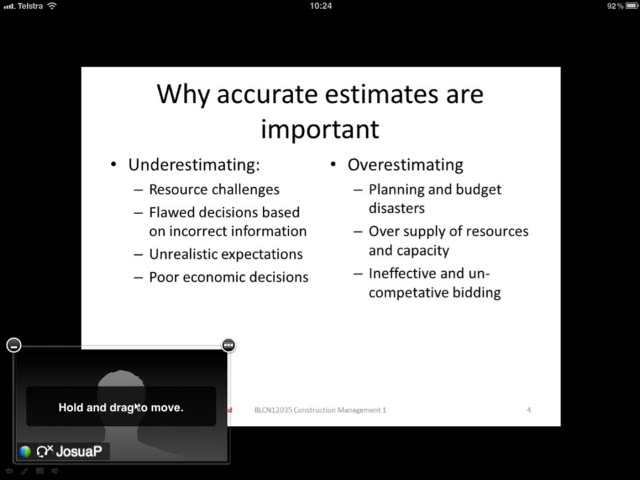 Telstra
10:24
92%
Why accurate estimates are
important
• Underestimating:
– Resource challenges
– Flawed decisions based
on incorrect information
– Unrealistic expectations
– Poor economic decisions
• Overestimating
– Planning and budget
disasters
– Over supply of resources
and capacity
– Ineffective and un-
competative bidding
Hold and drag to move.
JosuaP
d
BLCN12035 Construction Management 1
4